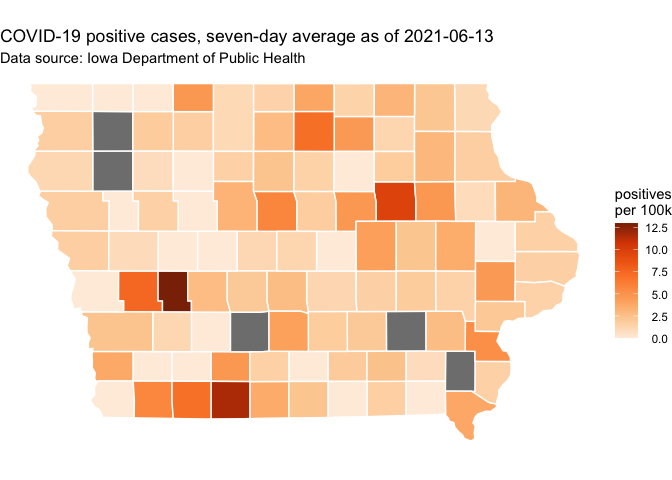 COVID-19 positive cases, seven-day average as of 2021-06-13
Data source: Iowa Department of Public Health
positives
per 100k
12.5
10.0
7.5
5.0
2.5
0.0